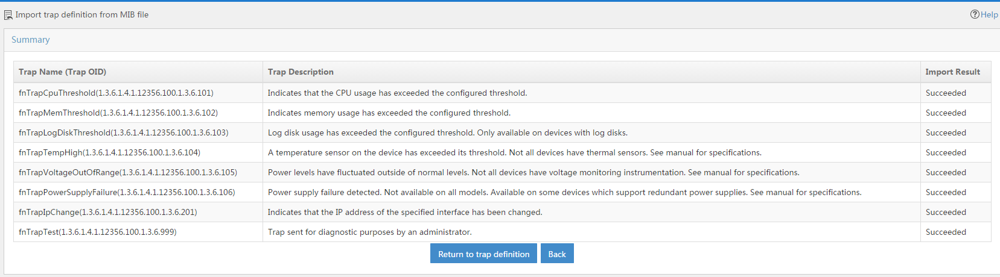 Import trap definition from MIB file
Help
Summary
Trap Name (Trap OID) Trap Description Import Result
fnTrapCpuThreshold(1.3.6.1.4.1.12356.100.1.3.6.101) Indicates that the CPU usage has exceeded the configured threshold. Succeeded
fnTrapMemThreshold(1.3.6.1.4.1.12356.100.1.3.6.102) Indicates memory usage has exceeded the configured threshold. Succeeded
fnTrapLogDiskThreshold(1.3.6.1.4.1.12356.100.1.3.6.103) Log disk usage has exceeded the configured threshold. Only available on devices with log disks. Succeeded
fnTrapTempHigh(1.3.6.1.4.1.12356.100.1.3.6.104) A temperature sensor on the device has exceeded its threshold. Not all devices have thermal sensors. See manual for specifications. Succeeded
fnTrapVoltageOutOfRange(1.3.6.1.4.1.12356.100.1.3.6.105) Power levels have fluctuated outside of normal levels. Not all devices have voltage monitoring instrumentation. See manual for specifications. Succeeded
fnTrapPowerSupplyFailure(1.3.6.1.4.1.12356.100.1.3.6.106) Power supply failure detected. Not available on all models. Available on some devices which support redundant power supplies. See manual for specifications. Succeeded
fnTrapIpChange(1.3.6.1.4.1.12356.100.1.3.6.201) Indicates that the IP address of the specified interface has been changed. Succeeded
fnTrapTest(1.3.6.1.4.1.12356.100.1.3.6.999) Trap sent for diagnostic purposes by an administrator. Succeeded
Return to trap definition Back